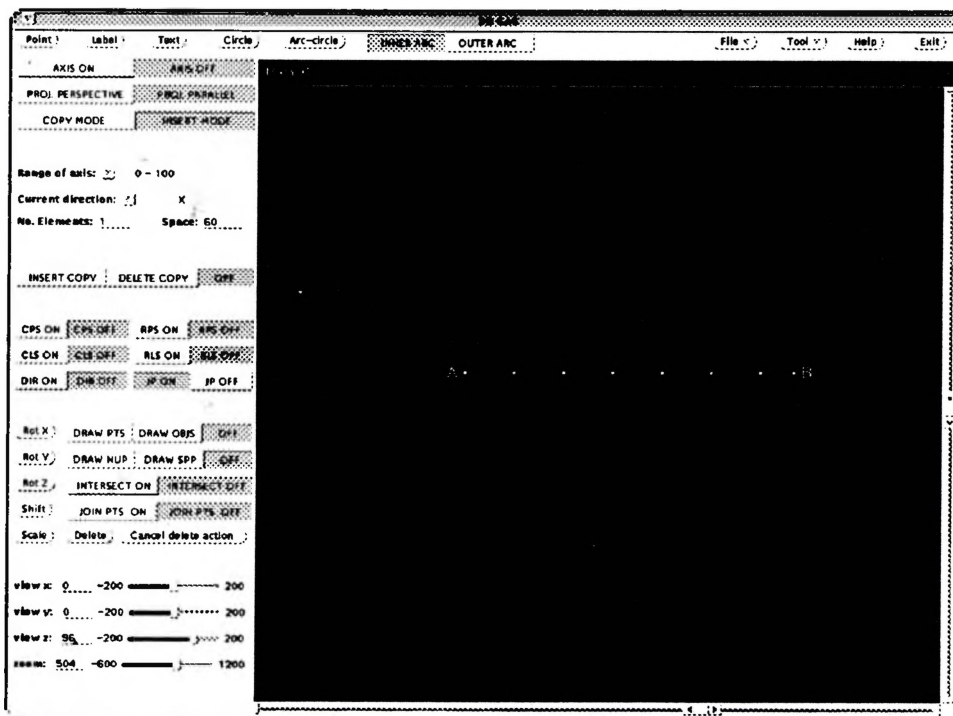 Point Label Text Circle Arc-circle INNER ARC OUTER ARC File Tool Help Exit
AXIS ON AXIS OFF
PROJ. PERSPECTIVE PROJ. PARALLEL
COPY MODE INSERT MODE
Range of axis: 0 - 100
Current direction: X
No. Elements: 1 Space: 60
INSERT COPY DELETE COPY OFF
CPS ON CPS OFF RPS ON RPS OFF
CLS ON CLS OFF RLS ON RLS OFF
DIR ON DIR OFF JP ON JP OFF
A B
Rot X DRAW PTS DRAW OBJS OFF
Rot Y DRAW NUP DRAW SPP OFF
Rot Z INTERSECT ON INTERSECT OFF
Shift JOIN PTS ON JOIN PTS OFF
Scale Delete Cancel delete action
view x: 0 -200 200
view y: 0 -200 200
view z: 96 -200 200
zoom: 504 -600 1200